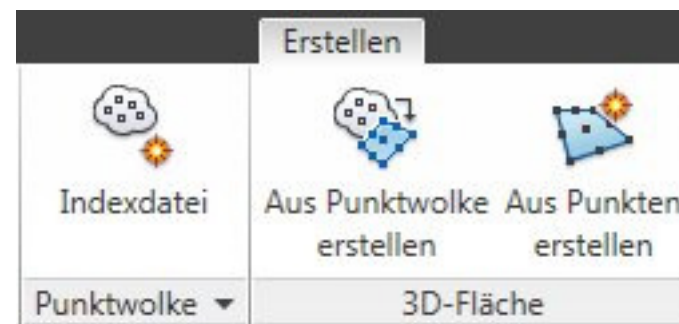 Erstellen
Indexdatei
Aus Punktwolke
erstellen
Aus Punkten
erstellen
Punktwolke
3D-Fläche